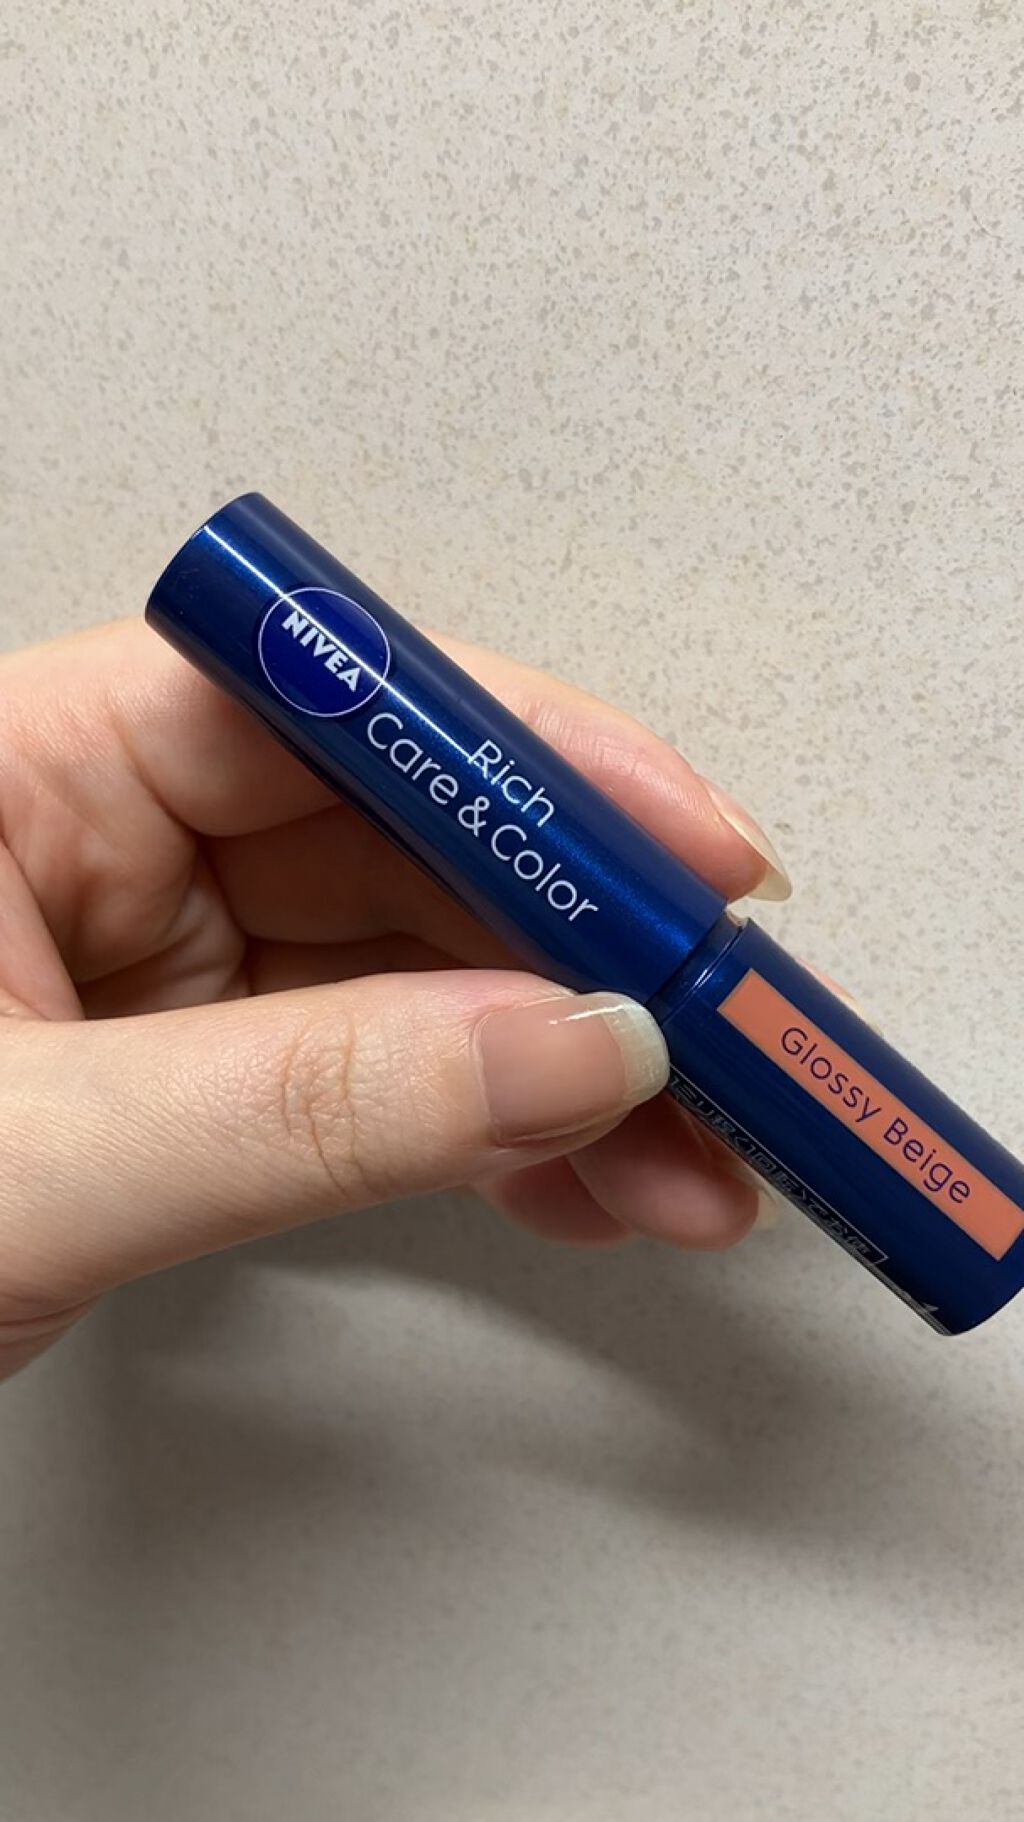 NIVEA
Rich
Care & Color
Glossy Beige